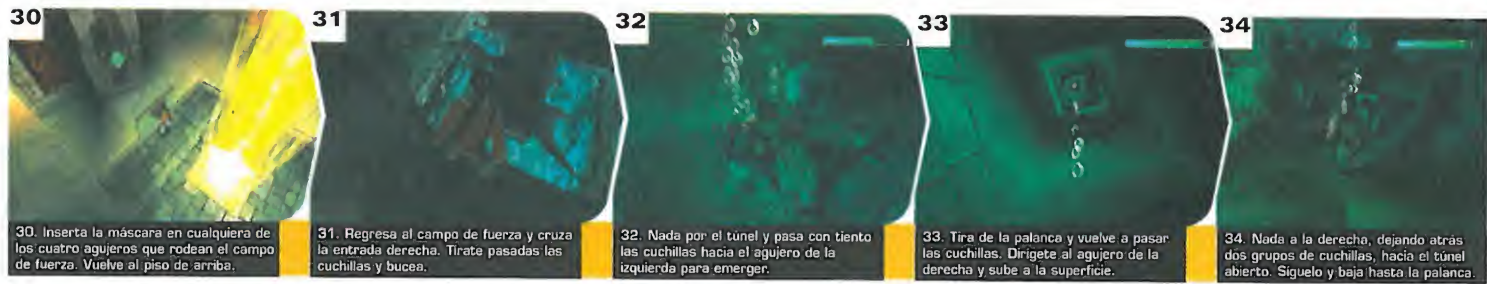 30
30. Inserta la máscara en cualquiera de
los cuatro agujeros que rodean el campo
de fuerza. Vuelve al piso de arriba.
31
31. Regresa al campo de fuerza y cruza
la entrada derecha. Tírate pasadas las
cuchillas y bucea.
32
32. Nada por el túnel y pasa con tiento
las cuchillas hacia el agujero de la
izquierda para emerger.
33
33. Tira de la palanca y vuelve a pasar
las cuchillas. Dirígete al agujero de la
derecha y sube a la superficie.
34
34. Nada a la derecha, dejando atrás
dos grupos de cuchillas, hacia el túnel
abierto. Síguelo y baja hasta la palanca.